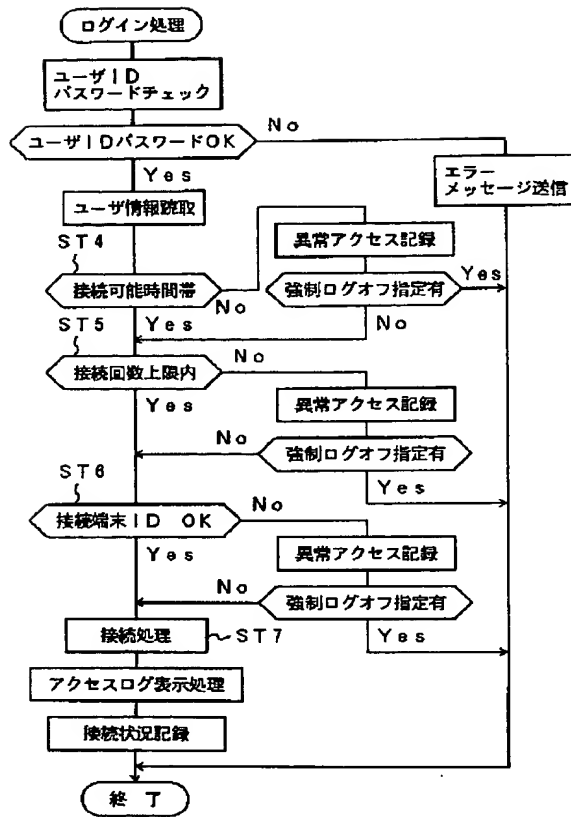 ログイン処理
ユーザID
パスワードチェック
No
ユーザIDパスワードOK
Yes
エラー
メッセージ送信
ユーザ情報読取
ST4
異常アクセス記録
接続可能時間帯
No
強制ログオフ指定有
Yes
ST5
Yes
No
接続回数上限内
No
Yes
異常アクセス記録
No
強制ログオフ指定有
ST6
Yes
接続端末ID OK
No
Yes
異常アクセス記録
No
強制ログオフ指定有
接続処理
ST7
Yes
アクセスログ表示処理
接続状況記録
終了